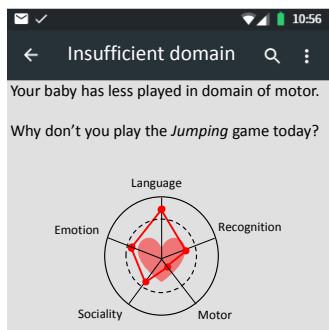 10:56
Insufficient domain
Your baby has less played in domain of motor.
Why don't you play the Jumping game today?
Language
Emotion
Recognition
Sociality
Motor